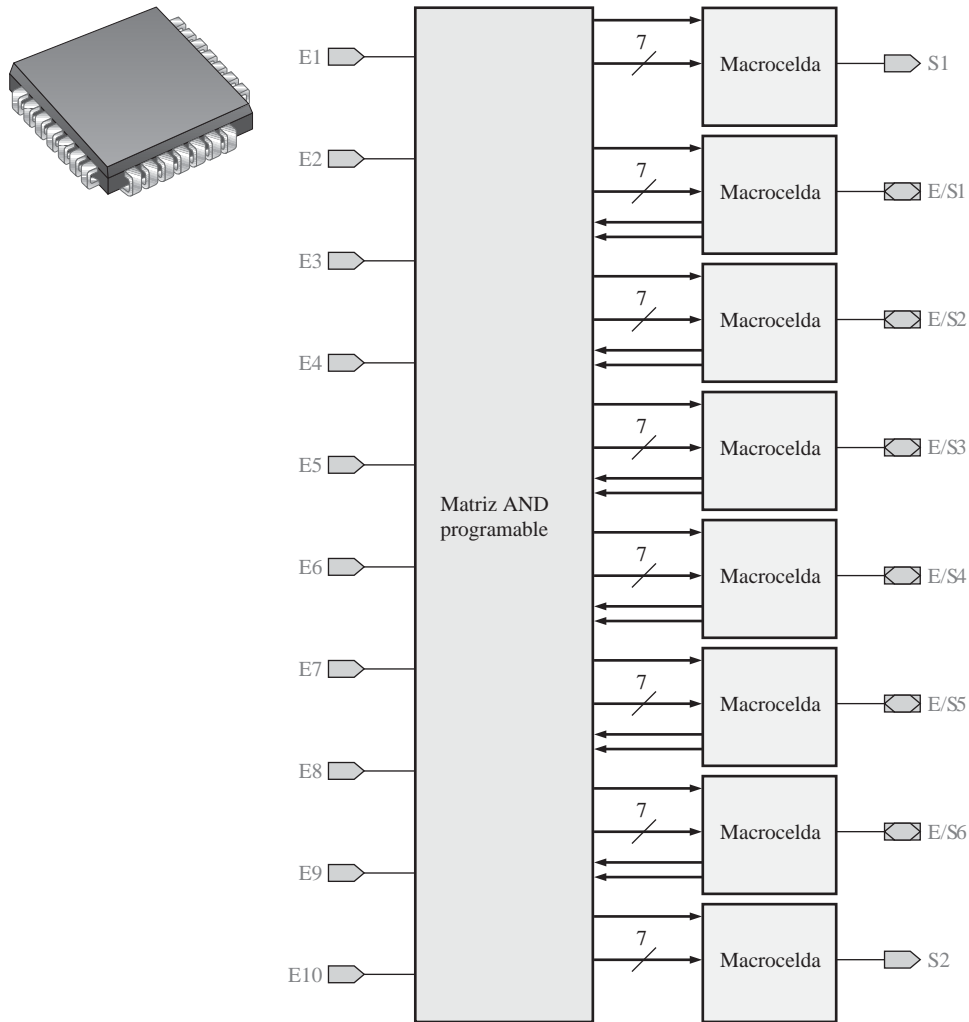 E1
7
Macrocelda
S1
E2
7
Macrocelda
E/S1
E3
7
Macrocelda
E/S2
E4
7
Macrocelda
E/S3
E5
Matriz AND
programable
E6
7
Macrocelda
E/S4
E7
7
Macrocelda
E/S5
E8
7
Macrocelda
E/S6
E9
7
Macrocelda
S2
E10